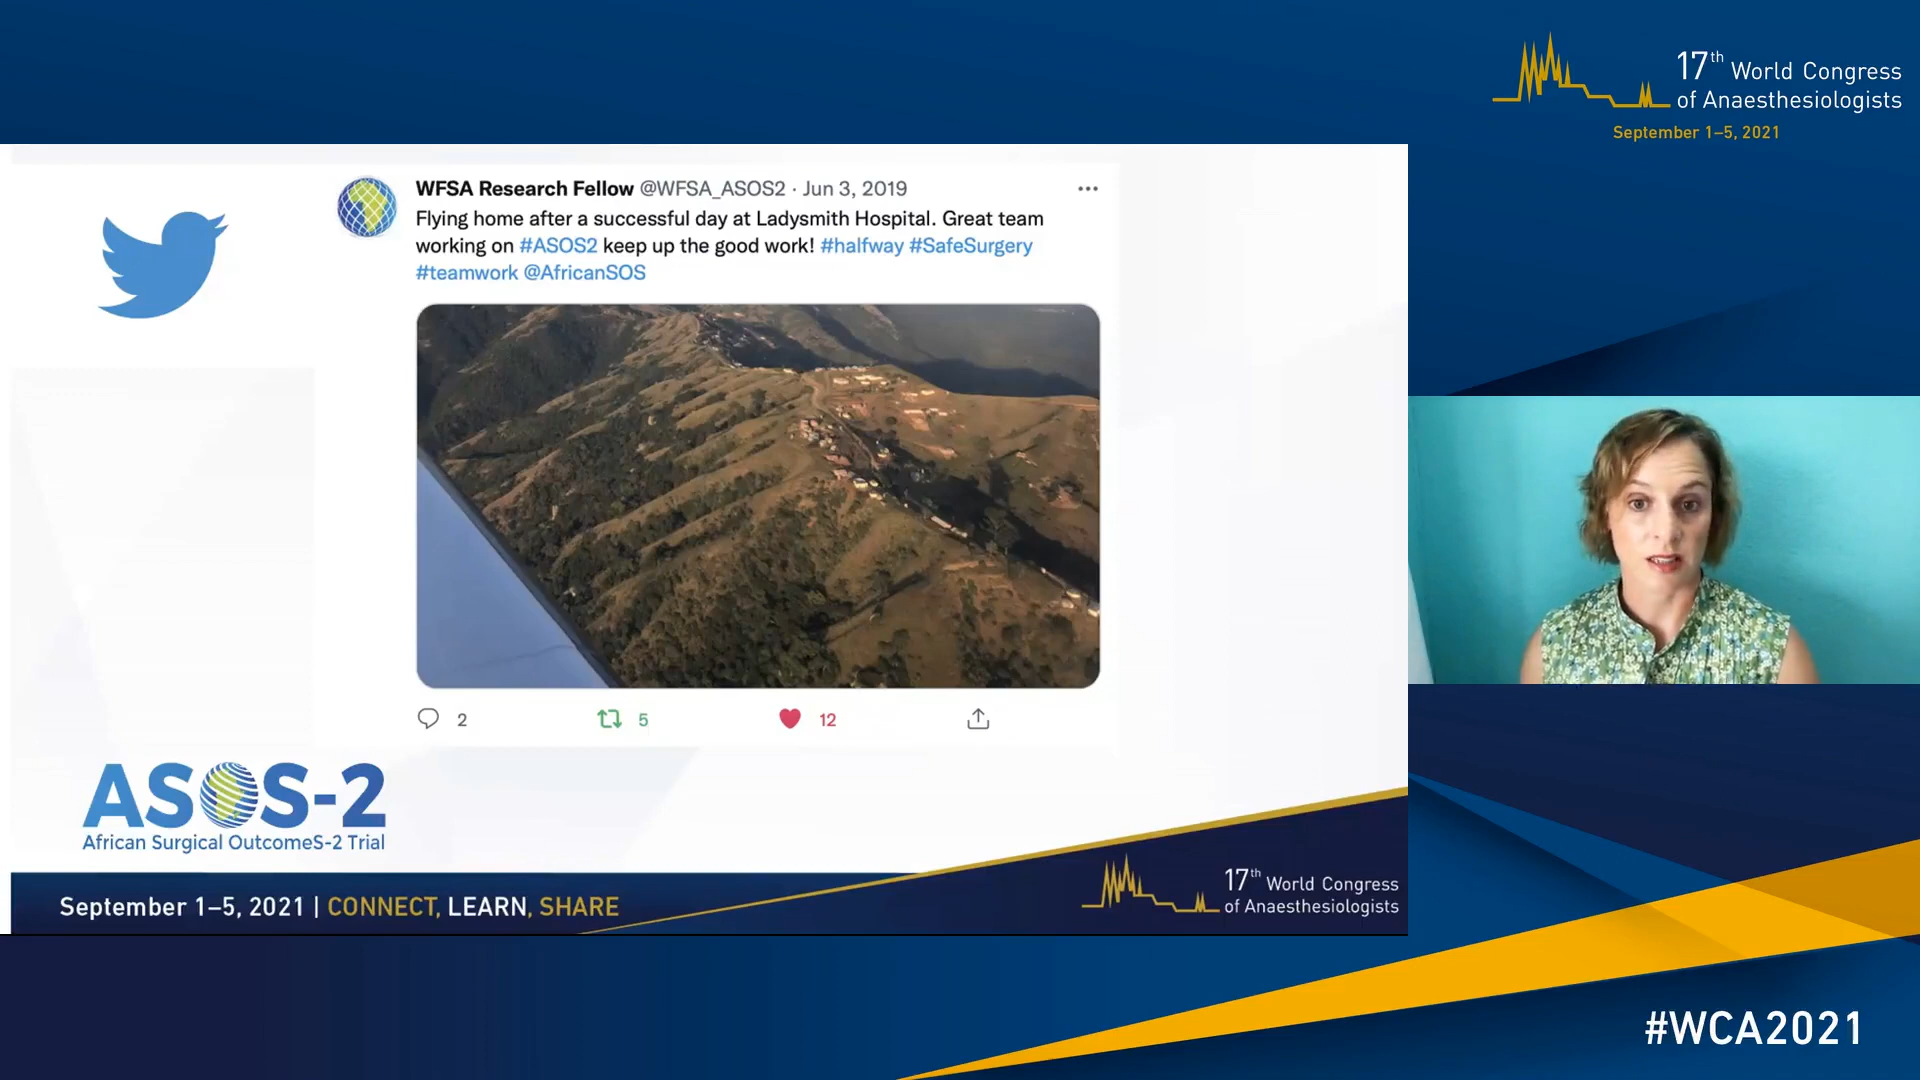 17th World Congress
of Anaesthesiologists
September 1–5, 2021
WFSA Research Fellow @WFSA_ASOS2 · Jun 3, 2019
Flying home after a successful day at Ladysmith Hospital. Great team
working on #ASOS2 keep up the good work! #halfway #SafeSurgery
#teamwork @AfricanSOS
2 5 12
ASOS-2
African Surgical OutcomeS-2 Trial
September 1–5, 2021 | CONNECT, LEARN, SHARE
17th World Congress
of Anaesthesiologists
#WCA2021